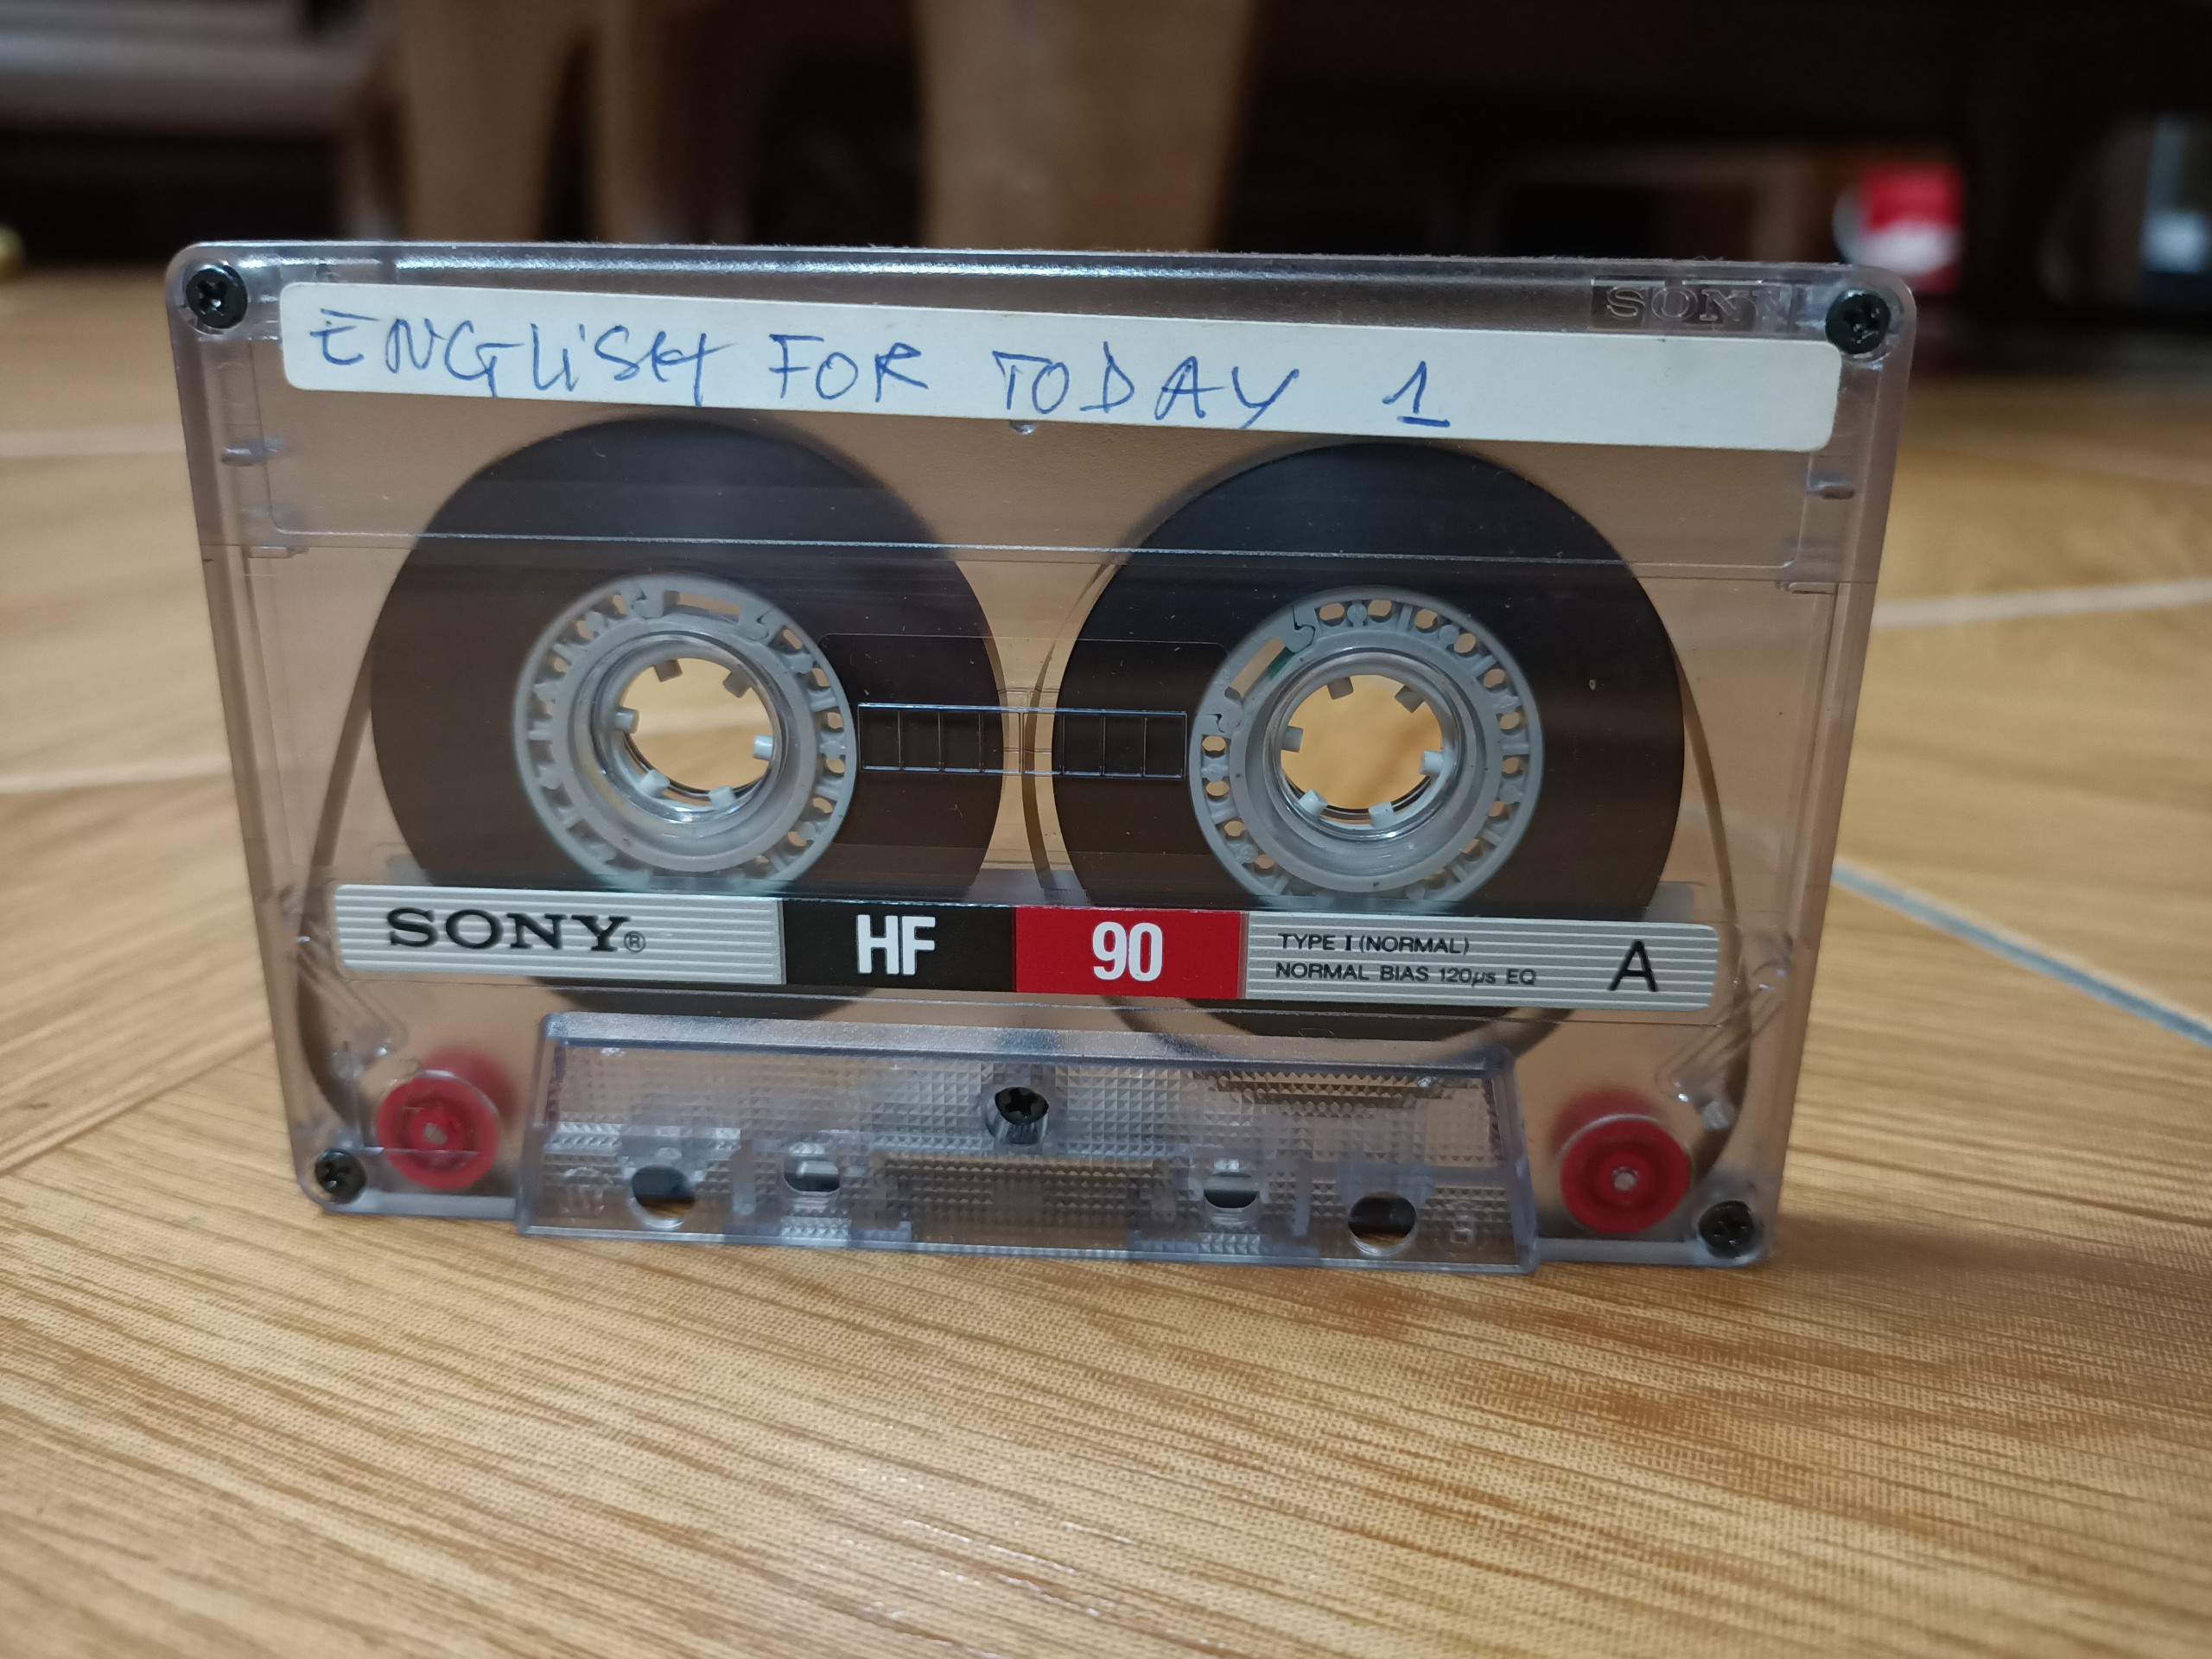 SONY
ENGLiSH FOR TODAY 1
SONY® HF 90 TYPE I (NORMAL) A
NORMAL BIAS 120µs EQ